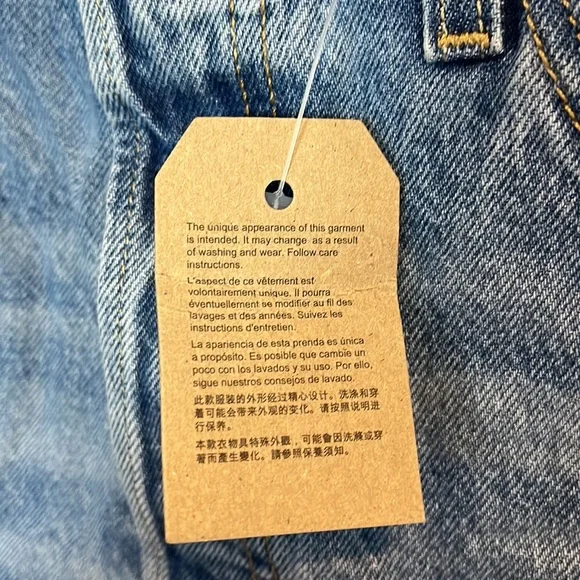 The unique appearance of this garment
is intended. It may change as a result
of washing and wear. Follow care
instructions.
L'aspect de ce vêtement est
volontairement unique. Il pourra
éventuellement se modifier au fil des
lavages et des années. Suivez les
instructions d'entretien.
La apariencia de esta prenda es única
a propósito. Es posible que cambie un
poco con los lavados y su uso. Por ello,
sigue nuestros consejos de lavado.
此款服装的外形经过精心设计。洗涤和穿
着可能会带来外观的变化。请按照说明进
行保养。
本款衣物具特殊外觀，可能會因洗滌或穿
著而產生變化。請參照保養須知。